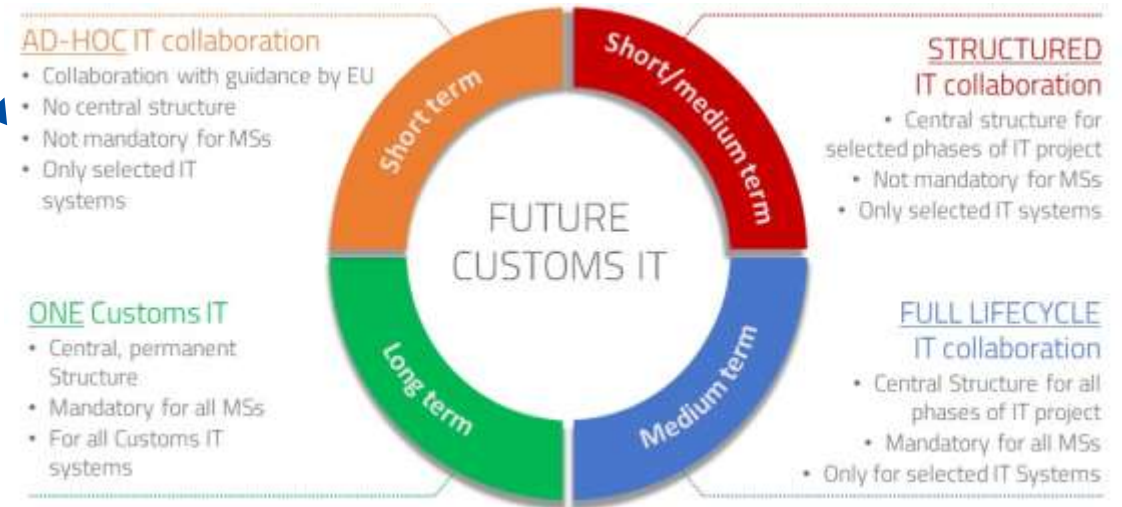 AD-HOC IT collaboration
• Collaboration with guidance by EU
• No central structure
• Not mandatory for MSs
• Only selected IT
systems
Short term
Short/medium term
STRUCTURED
IT collaboration
• Central structure for
selected phases of IT project
• Not mandatory for MSs
• Only selected IT systems
FUTURE
CUSTOMS IT
ONE Customs IT
• Central, permanent
Structure
• Mandatory for all MSs
• For all Customs IT
systems
Long term
Medium term
FULL LIFECYCLE
IT collaboration
• Central Structure for all
phases of IT project
• Mandatory for all MSs
• Only for selected IT Systems